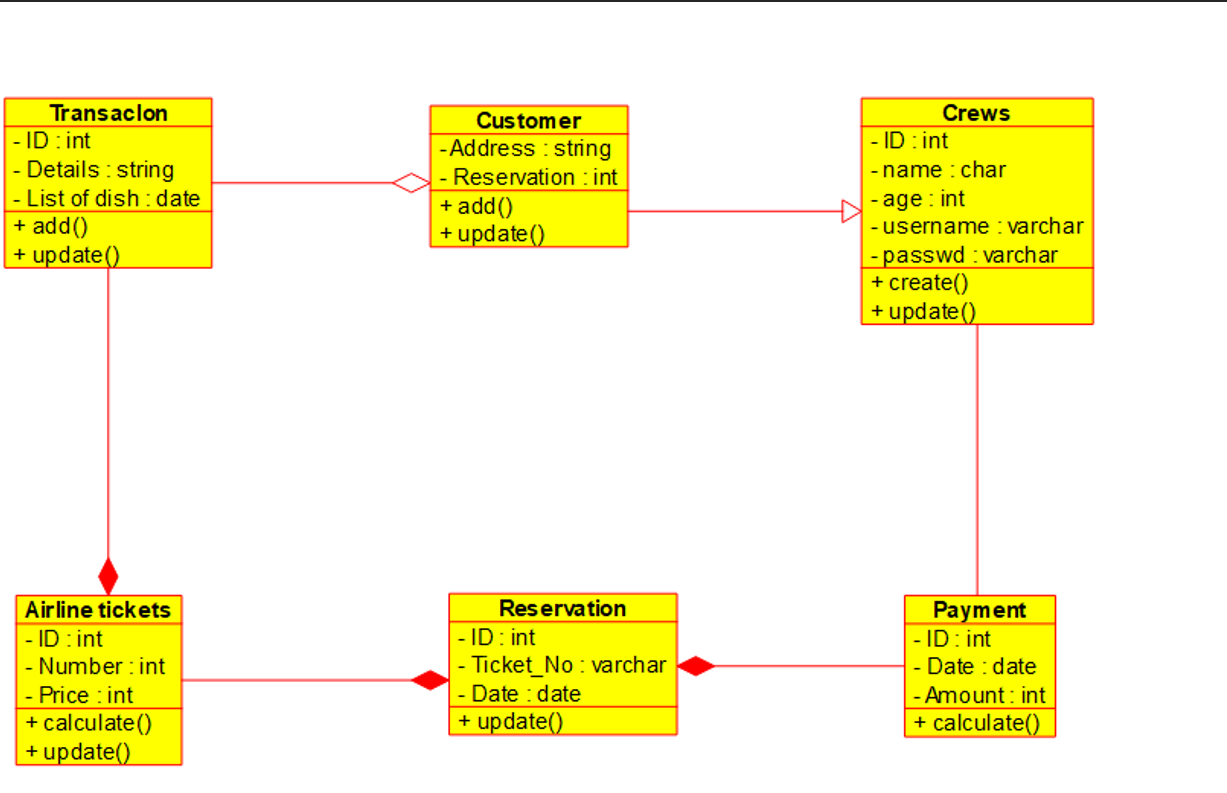 Transaclon
- ID : int
- Details : string
- List of dish : date
+ add()
+ update()
Customer
-Address : string
- Reservation : int
+ add()
+ update()
Crews
- ID : int
- name : char
- age : int
- username : varchar
- passwd : varchar
+ create()
+ update()
Airline tickets
- ID : int
- Number : int
- Price : int
+ calculate()
+ update()
Reservation
- ID : int
- Ticket_No : varchar
- Date : date
+ update()
Payment
- ID : int
- Date : date
-Amount : int
+ calculate()